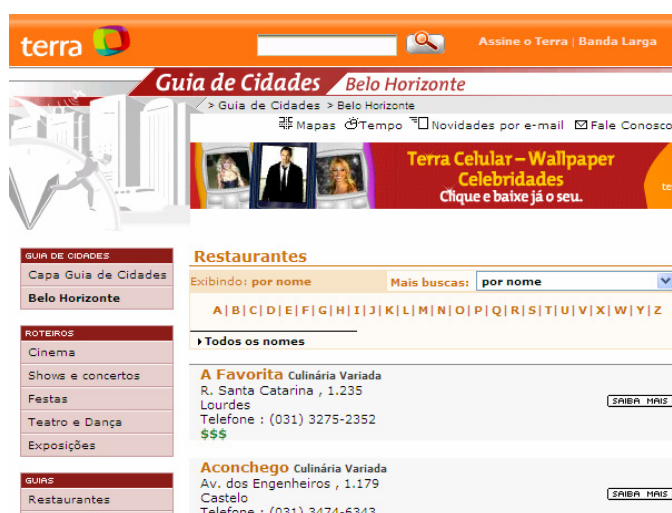 terra
Assine o Terra | Banda Larga
Guia de Cidades Belo Horizonte
> Guia de Cidades > Belo Horizonte
Mapas Tempo Novidades por e-mail Fale Conosco
Terra Celular – Wallpaper
Celebridades
Clique e baixe já o seu.
GUIA DE CIDADES
Capa Guia de Cidades
Belo Horizonte
ROTEIROS
Cinema
Shows e concertos
Festas
Teatro e Dança
Exposições
GUIAS
Restaurantes
Restaurantes
Exibindo: por nome
Mais buscas: por nome
A|B|C|D|E|F|G|H|I|J|K|L|M|N|O|P|Q|R|S|T|U|V|X|W|Y|Z
Todos os nomes
A Favorita Culinária Variada
R. Santa Catarina , 1.235
Lourdes
SAIBA MAIS
Telefone : (031) 3275-2352
$$$
Aconchego Culinária Variada
Av. dos Engenheiros , 1.179
Castelo
SAIBA MAIS
Telefone : (031) 3474-6343